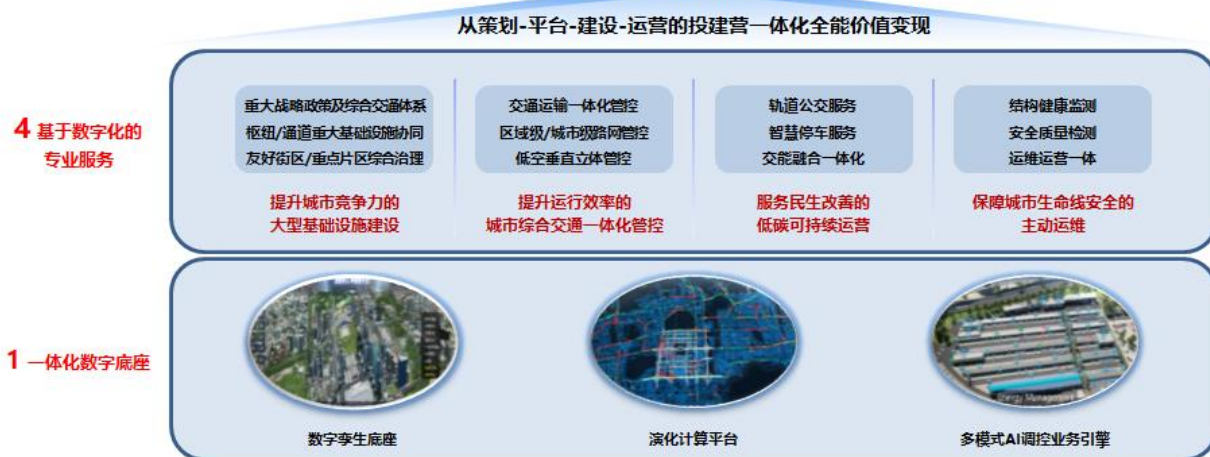 从策划-平台-建设-运营的投建营一体化全能价值变现
4 基于数字化的
专业服务
重大战略政策及综合交通体系
枢纽/通道重大基础设施协同
友好街区/重点片区综合治理
提升城市竞争力的
大型基础设施建设
交通运输一体化管控
区域级/城市级路网管控
低空垂直立体管控
提升运行效率的
城市综合交通一体化管控
轨道公交服务
智慧停车服务
交能融合一体化
服务民生改善的
低碳可持续运营
结构健康监测
安全质量检测
运维运营一体
保障城市生命线安全的
主动运维
1 一体化数字底座
数字孪生底座
演化计算平台
Energy Management
多模式AI调控业务引擎